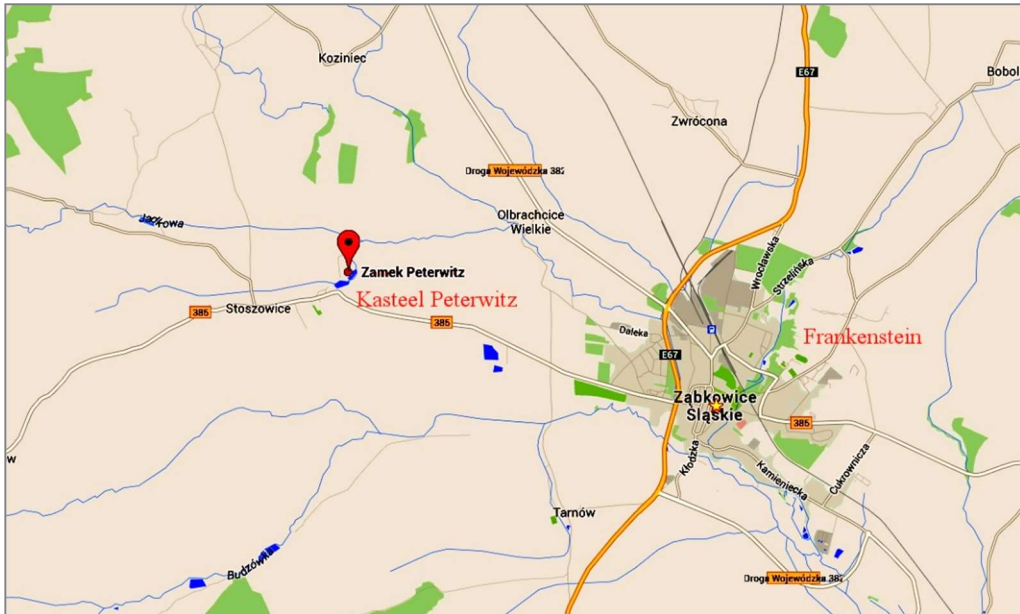 Koziniec
E67
Bobol
Zwrócona
Droga Wojewódzka 382
Jadkowa
Olbrachcice
Wielkie
Wrocławska
Strzelińska
Zamek Peterwitz
Kasteel Peterwitz
Stoszowice
385
385
Daleka
Frankenstein
E67
Ząbkowice
Śląskie
385
w
Kłodzka
Kamieniecka
Cukrownicza
Tarnów
Budzówka
Droga Wojewódzka 382